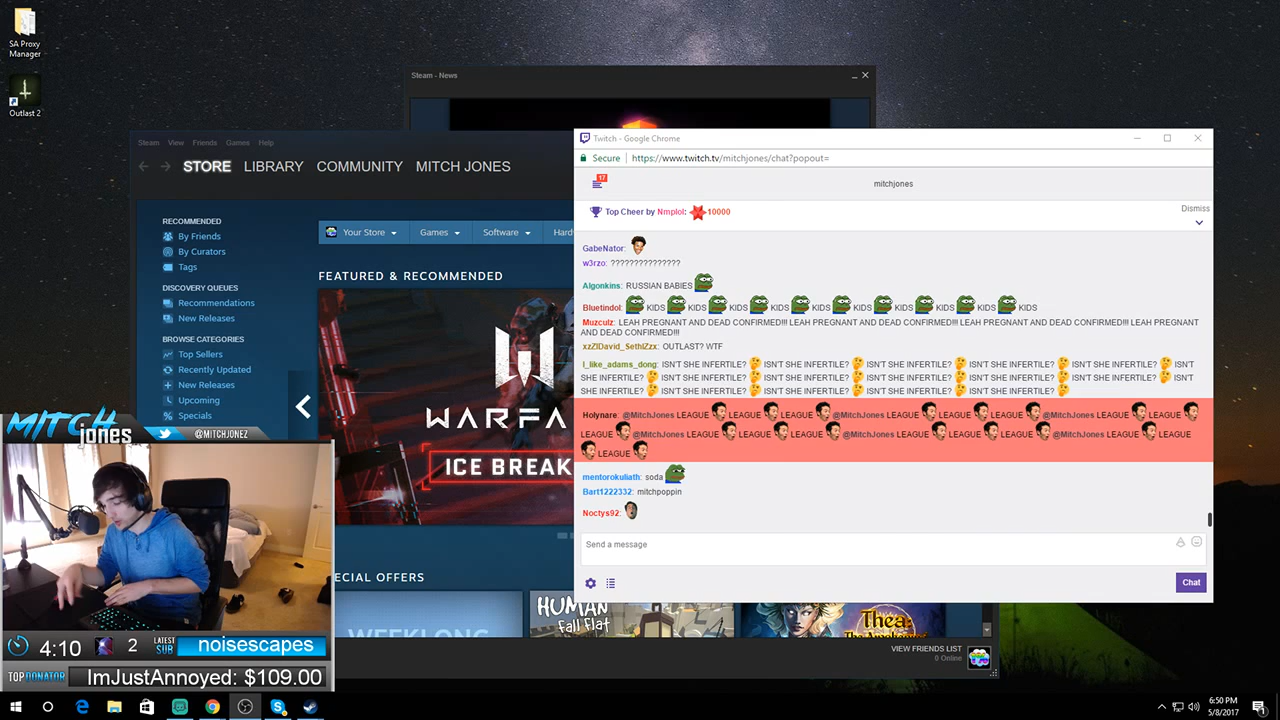 SA Proxy
Manager
Outlast 2
Steam - News
Steam View Friends Games Help
STORE LIBRARY COMMUNITY MITCH JONES
RECOMMENDED
By Friends
By Curators
Tags
DISCOVERY QUEUES
Recommendations
New Releases
BROWSE CATEGORIES
Top Sellers
Recently Updated
New Releases
Upcoming
Specials
Your Store Games Software Hard
FEATURED & RECOMMENDED
WARFA
ICE BREAK
ECIAL OFFERS
WEEKLONG
HUMAN
Fall Flat
Thea:
The Awakening
VIEW FRIENDS LIST
0 Online
Twitch - Google Chrome
Secure https://www.twitch.tv/mitchjones/chat?popout=
17
mitchjones
Top Cheer by Nmplol: 10000
Dismiss
GabeNator:
w3rzo: ???????????????
Algonkins: RUSSIAN BABIES
Bluetindol: KIDS KIDS KIDS KIDS KIDS KIDS KIDS KIDS KIDS KIDS
Muzculz: LEAH PREGNANT AND DEAD CONFIRMED!!! LEAH PREGNANT AND DEAD CONFIRMED!!! LEAH PREGNANT AND DEAD CONFIRMED!!! LEAH PREGNANT
AND DEAD CONFIRMED!!!
xzZIDavid_SethIZzx: OUTLAST? WTF
I_like_adams_dong: ISN'T SHE INFERTILE? 🤔 ISN'T SHE INFERTILE? 🤔 ISN'T SHE INFERTILE? 🤔 ISN'T SHE INFERTILE? 🤔 ISN'T SHE INFERTILE? 🤔 ISN'T
SHE INFERTILE? 🤔 ISN'T SHE INFERTILE? 🤔 ISN'T SHE INFERTILE? 🤔 ISN'T SHE INFERTILE? 🤔 ISN'T SHE INFERTILE? 🤔 ISN'T SHE INFERTILE? 🤔 ISN'T
SHE INFERTILE? 🤔 ISN'T SHE INFERTILE? 🤔 ISN'T SHE INFERTILE? 🤔 ISN'T SHE INFERTILE? 🤔 ISN'T SHE INFERTILE? 🤔
Holynare: @MitchJones LEAGUE LEAGUE LEAGUE @MitchJones LEAGUE LEAGUE LEAGUE @MitchJones LEAGUE LEAGUE
LEAGUE @MitchJones LEAGUE LEAGUE LEAGUE @MitchJones LEAGUE LEAGUE LEAGUE @MitchJones LEAGUE LEAGUE
LEAGUE
mentorokuliath: soda
Bart1222332: mitchpoppin
Noctys92:
Send a message
Chat
MITCH
jones
@MITCHJONEZ
4:10 2 LATEST SUB noisescapes
TOP DONATOR ImJustAnnoyed: $109.00
6:50 PM
5/8/2017
1